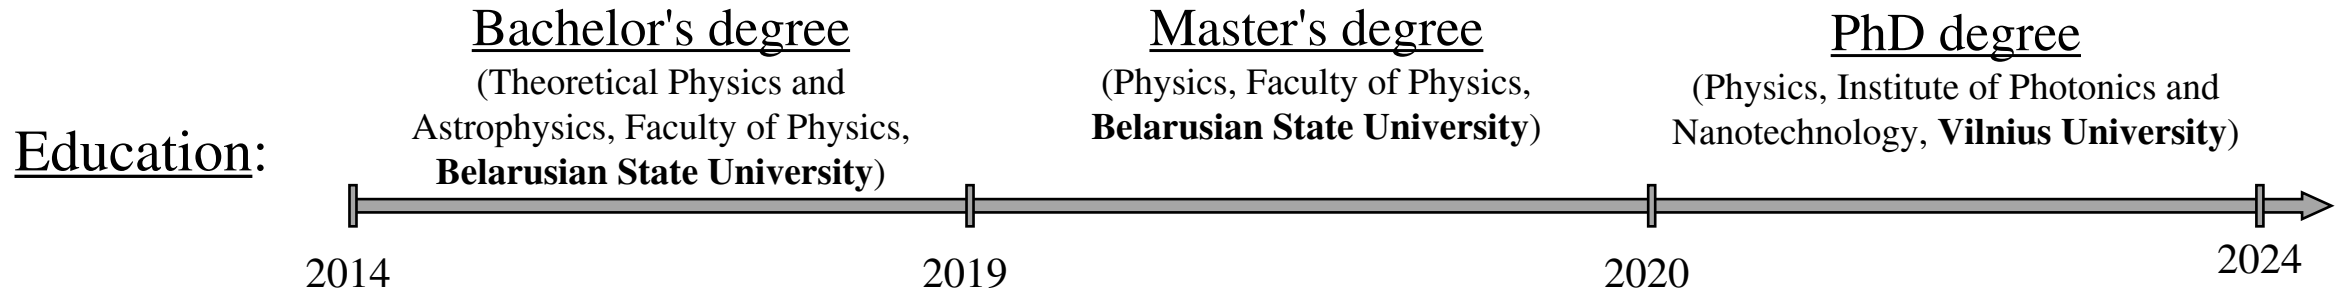 Bachelor's degree
(Theoretical Physics and
Astrophysics, Faculty of Physics,
Belarusian State University)
Master's degree
(Physics, Faculty of Physics,
Belarusian State University)
PhD degree
(Physics, Institute of Photonics and
Nanotechnology, Vilnius University)
Education:
2014
2019
2020
2024